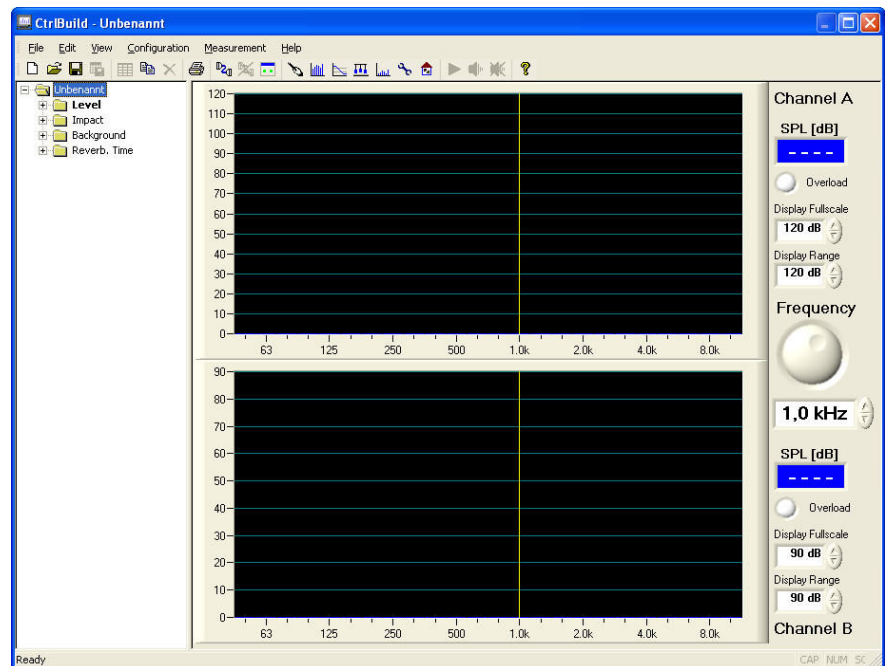 CtrlBuild - Unbenannt
File Edit View Configuration Measurement Help
Unbenannt
Level
Impact
Background
Reverb. Time
120
110
100
90
80
70
60
50
40
30
20
10
0
63 125 250 500 1.0k 2.0k 4.0k 8.0k
90
80
70
60
50
40
30
20
10
0
63 125 250 500 1.0k 2.0k 4.0k 8.0k
Channel A
SPL [dB]
- - - -
Overload
Display Fullscale
120 dB
Display Range
120 dB
Frequency
1,0 kHz
SPL [dB]
- - - -
Overload
Display Fullscale
90 dB
Display Range
90 dB
Channel B
Ready
CAP NUM SC